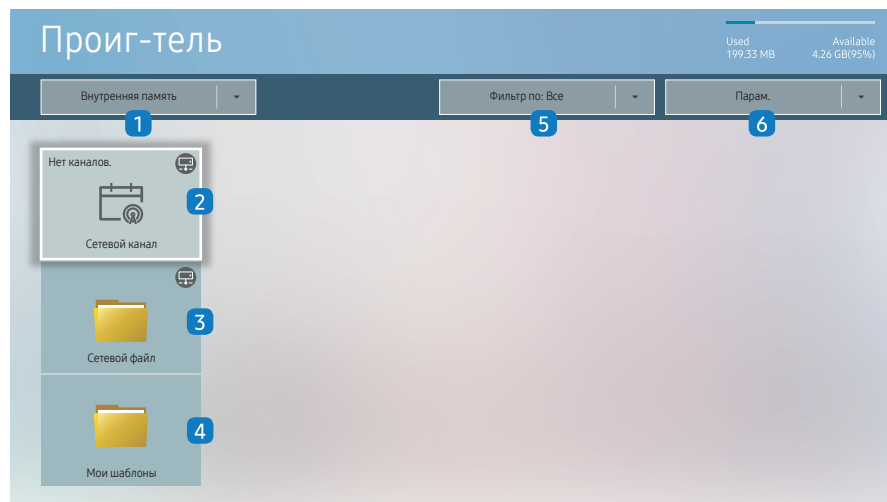 Проиг-тель
Used Available
199.33 MB 4.26 GB(95%)
Внутренняя память
Фильтр по: Все
Парам.
1
5
6
Нет каналов.
2
Сетевой канал
3
Сетевой файл
4
Мои шаблоны